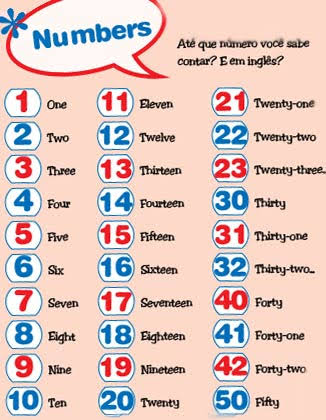 Numbers
Até que número você sabe
contar? E em inglês?
1 One
2 Two
3 Three
4 Four
5 Five
6 Six
7 Seven
8 Eight
9 Nine
10 Ten
11 Eleven
12 Twelve
13 Thirteen
14 Fourteen
15 Fifteen
16 Sixteen
17 Seventeen
18 Eighteen
19 Nineteen
20 Twenty
21 Twenty-one
22 Twenty-two
23 Twenty-three..
30 Thirty
31 Thirty-one
32 Thirty-two...
40 Forty
41 Forty-one
42 Forty-two
50 Fifty